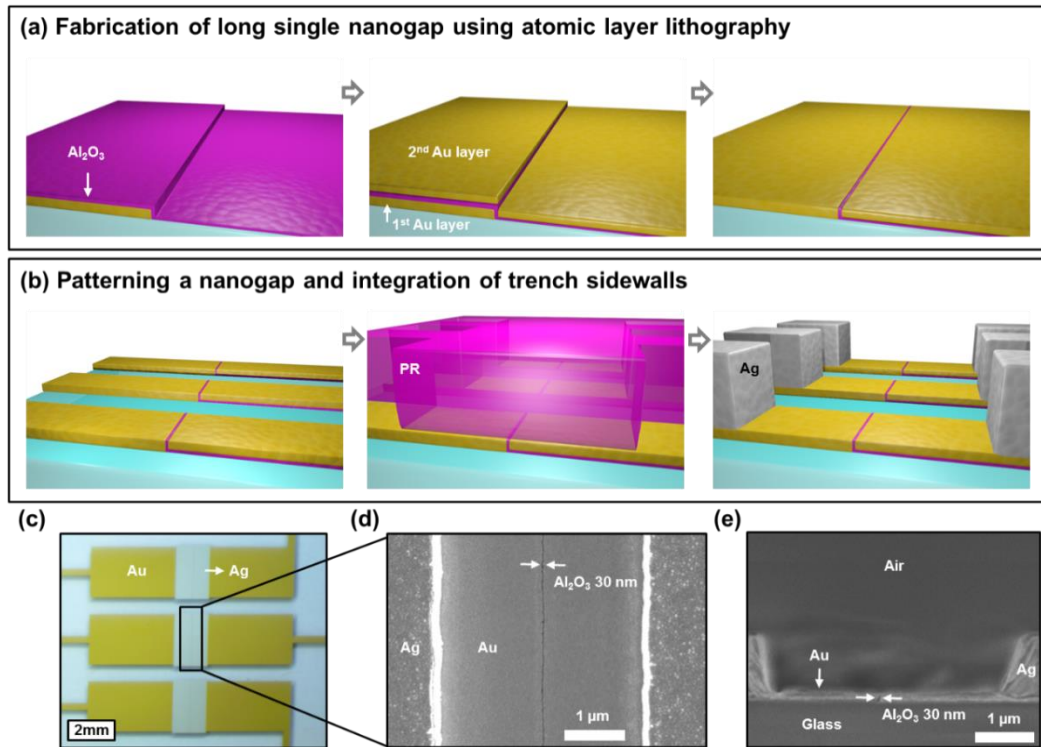 (a) Fabrication of long single nanogap using atomic layer lithography
Al₂O₃
2ⁿᵈ Au layer
1ˢᵗ Au layer
(b) Patterning a nanogap and integration of trench sidewalls
PR
Ag
(c)
Au
Ag
2mm
(d)
Al₂O₃ 30 nm
Ag
Au
1 µm
(e)
Air
Au
Ag
Al₂O₃ 30 nm
Glass
1 µm